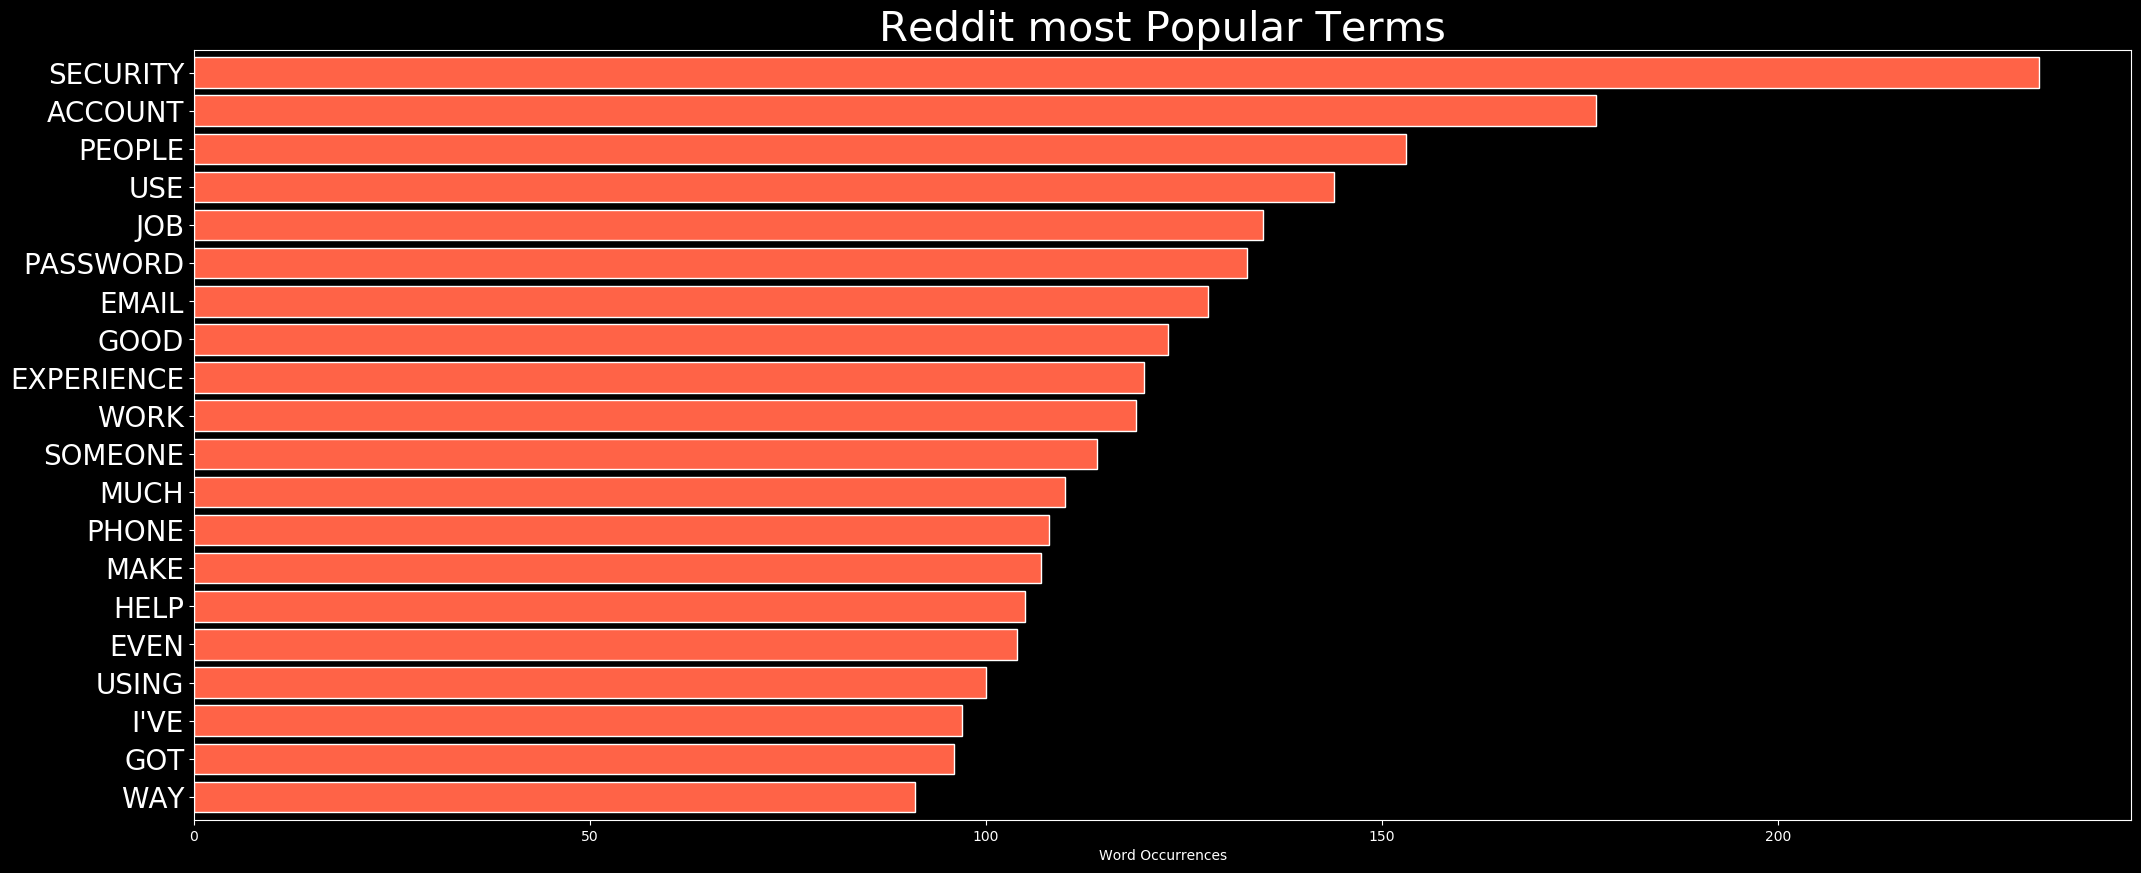 Reddit most Popular Terms
SECURITY
ACCOUNT
PEOPLE
USE
JOB
PASSWORD
EMAIL
GOOD
EXPERIENCE
WORK
SOMEONE
MUCH
PHONE
MAKE
HELP
EVEN
USING
I'VE
GOT
WAY
0 50 100 150 200
Word Occurrences